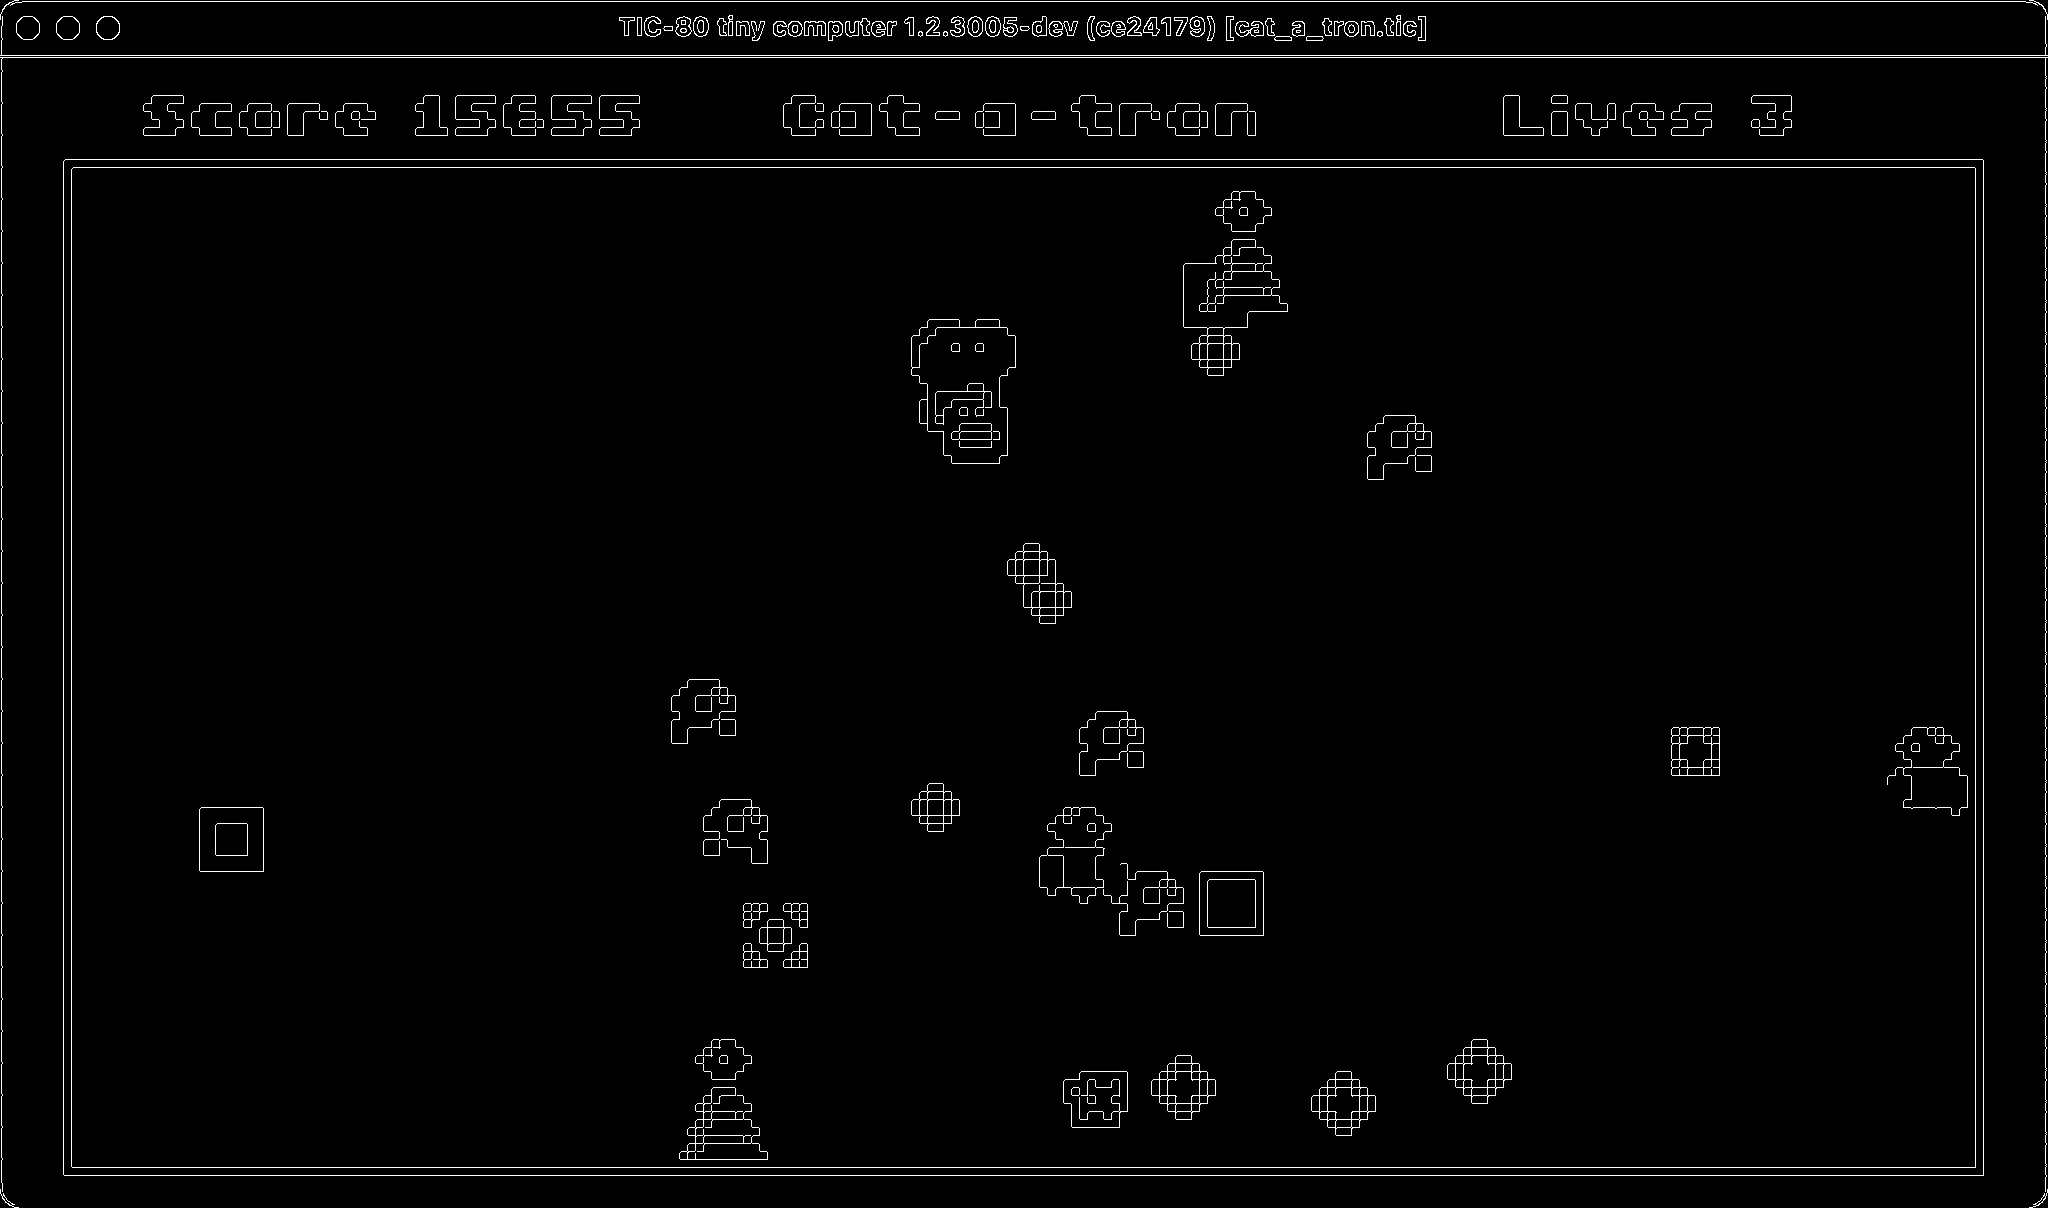 TIC-80 tiny computer 1.2.3005-dev (ce24179) [cat_a_tron.tic]
Score 15655 Cat-a-tron Lives 3